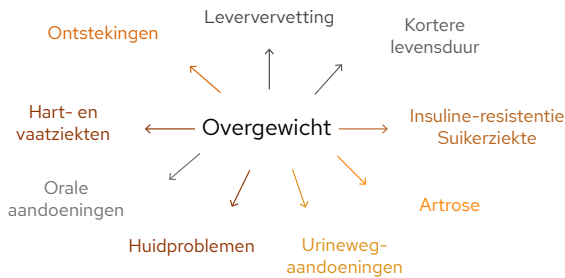 Leververvetting
Kortere
levensduur
Ontstekingen
Hart- en
vaatziekten
Overgewicht
Insuline-resistentie
Suikerziekte
Orale
aandoeningen
Artrose
Huidproblemen
Urineweg-
aandoeningen